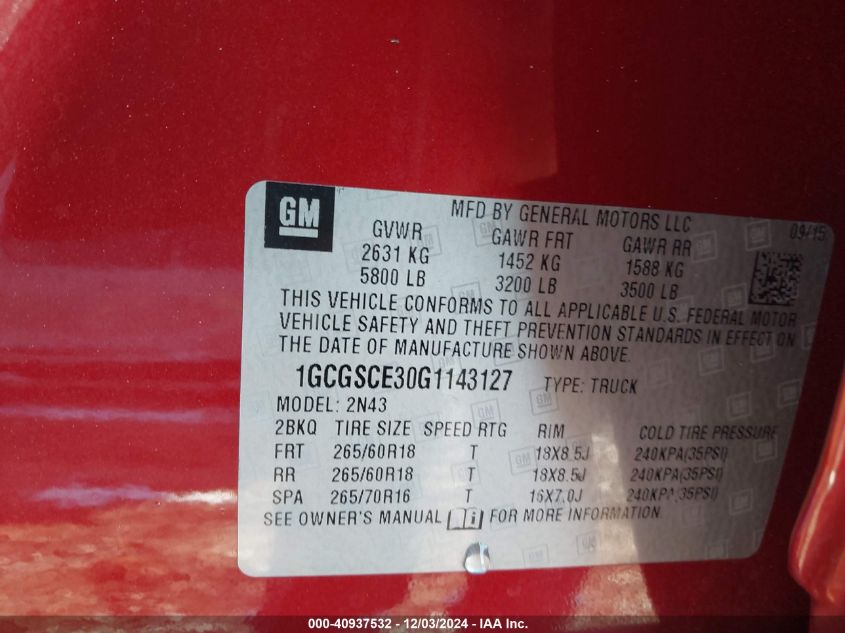 GM
MFD BY GENERAL MOTORS LLC
09/15
GVWR GAWR FRT GAWR RR
2631 KG 1452 KG 1588 KG
5800 LB 3200 LB 3500 LB
THIS VEHICLE CONFORMS TO ALL APPLICABLE U.S. FEDERAL MOTOR
VEHICLE SAFETY AND THEFT PREVENTION STANDARDS IN EFFECT ON
THE DATE OF MANUFACTURE SHOWN ABOVE.
1GCGSCE30G1143127 TYPE: TRUCK
MODEL: 2N43
2BKQ TIRE SIZE SPEED RTG RIM COLD TIRE PRESSURE
FRT 265/60R18 T 18X8.5J 240KPA(35PSI)
RR 265/60R18 T 18X8.5J 240KPA(35PSI)
SPA 265/70R16 T 16X7.0J 240KPA(35PSI)
SEE OWNER'S MANUAL i FOR MORE INFORMATION.
000-40937532 - 12/03/2024 - IAA Inc.